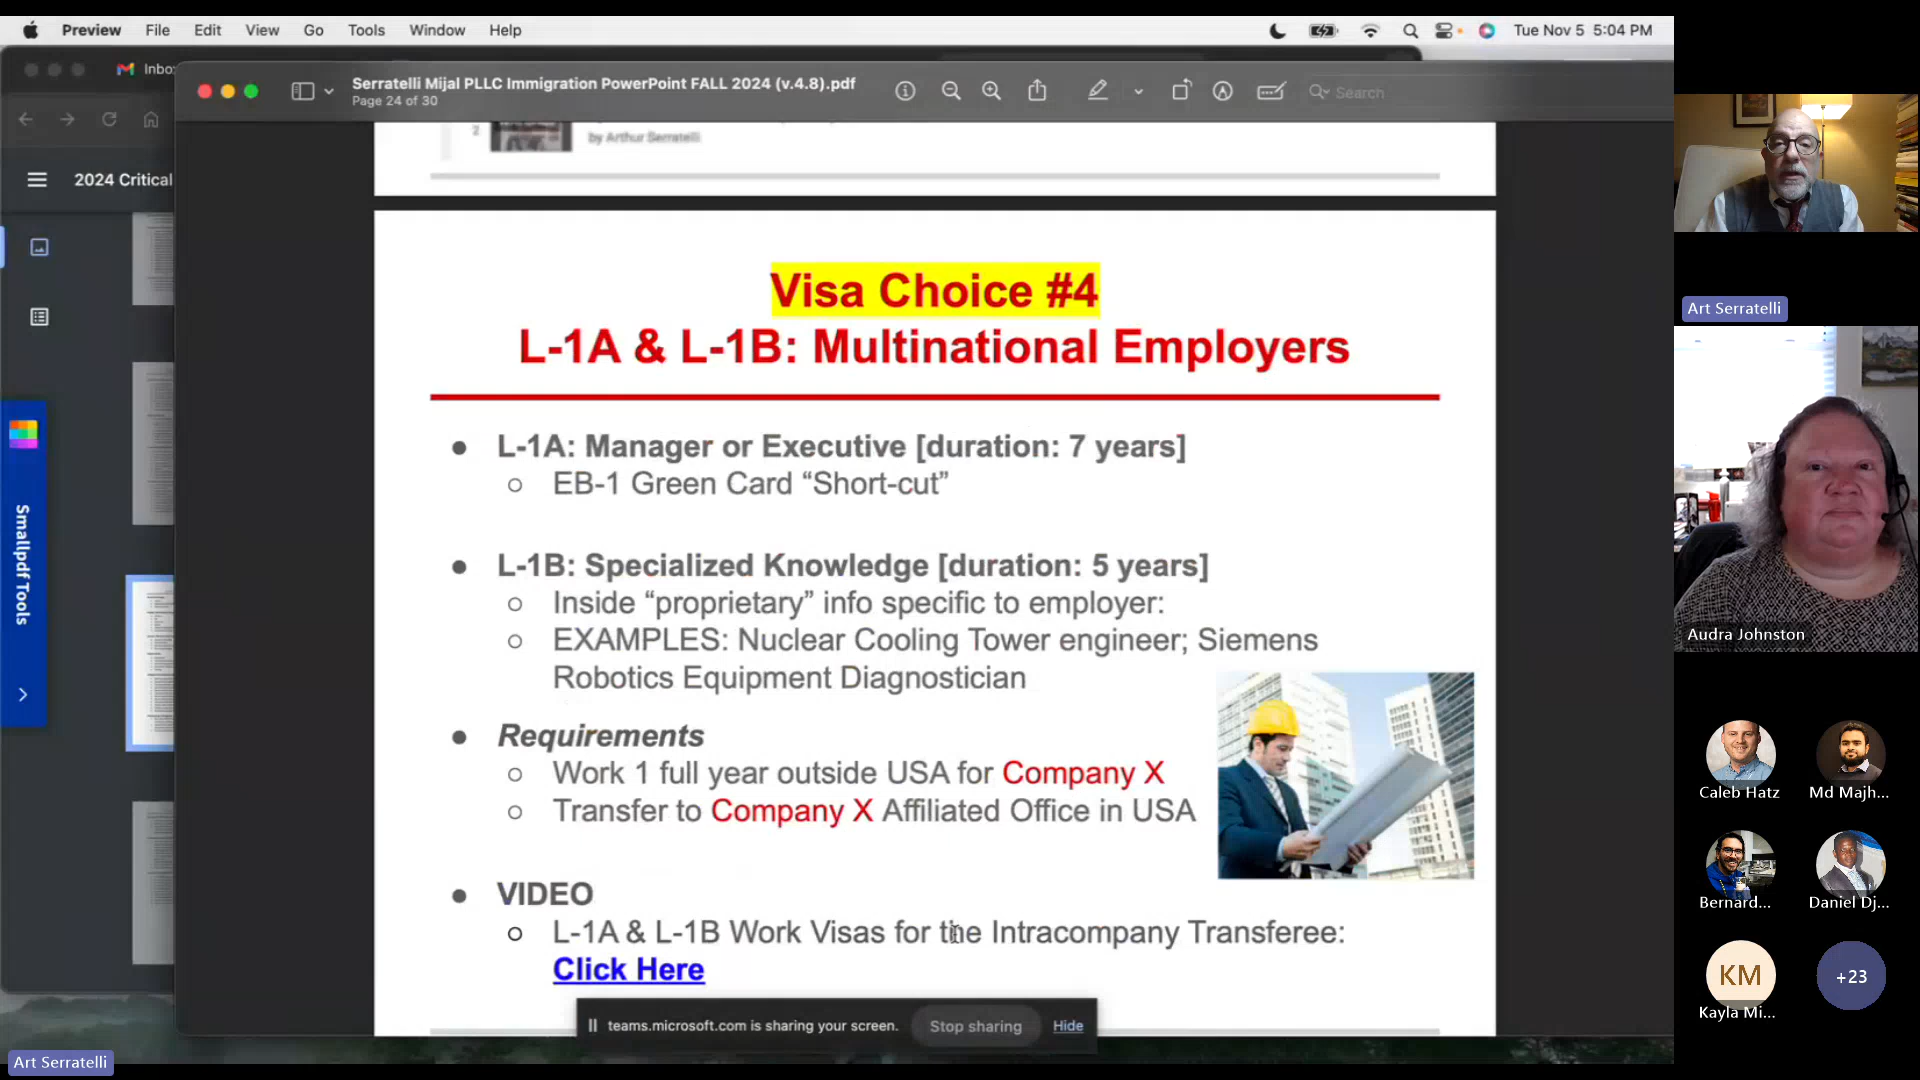 Preview File Edit View Go Tools Window Help Tue Nov 5 5:04 PM
Inbo
Serratelli Mijal PLLC Immigration PowerPoint FALL 2024 (v.4.8).pdf
Page 24 of 30
Search
2024 Critical
Smallpdf Tools
2
by Arthur Serratelli
Visa Choice #4
L-1A & L-1B: Multinational Employers
● L-1A: Manager or Executive [duration: 7 years]
○ EB-1 Green Card “Short-cut”
● L-1B: Specialized Knowledge [duration: 5 years]
○ Inside “proprietary” info specific to employer:
○ EXAMPLES: Nuclear Cooling Tower engineer; Siemens
Robotics Equipment Diagnostician
● Requirements
○ Work 1 full year outside USA for Company X
○ Transfer to Company X Affiliated Office in USA
● VIDEO
○ L-1A & L-1B Work Visas for the Intracompany Transferee:
Click Here
teams.microsoft.com is sharing your screen. Stop sharing Hide
Art Serratelli
Art Serratelli
Audra Johnston
Caleb Hatz
Md Majh...
Bernard...
Daniel Dj...
KM
Kayla Mi...
+23